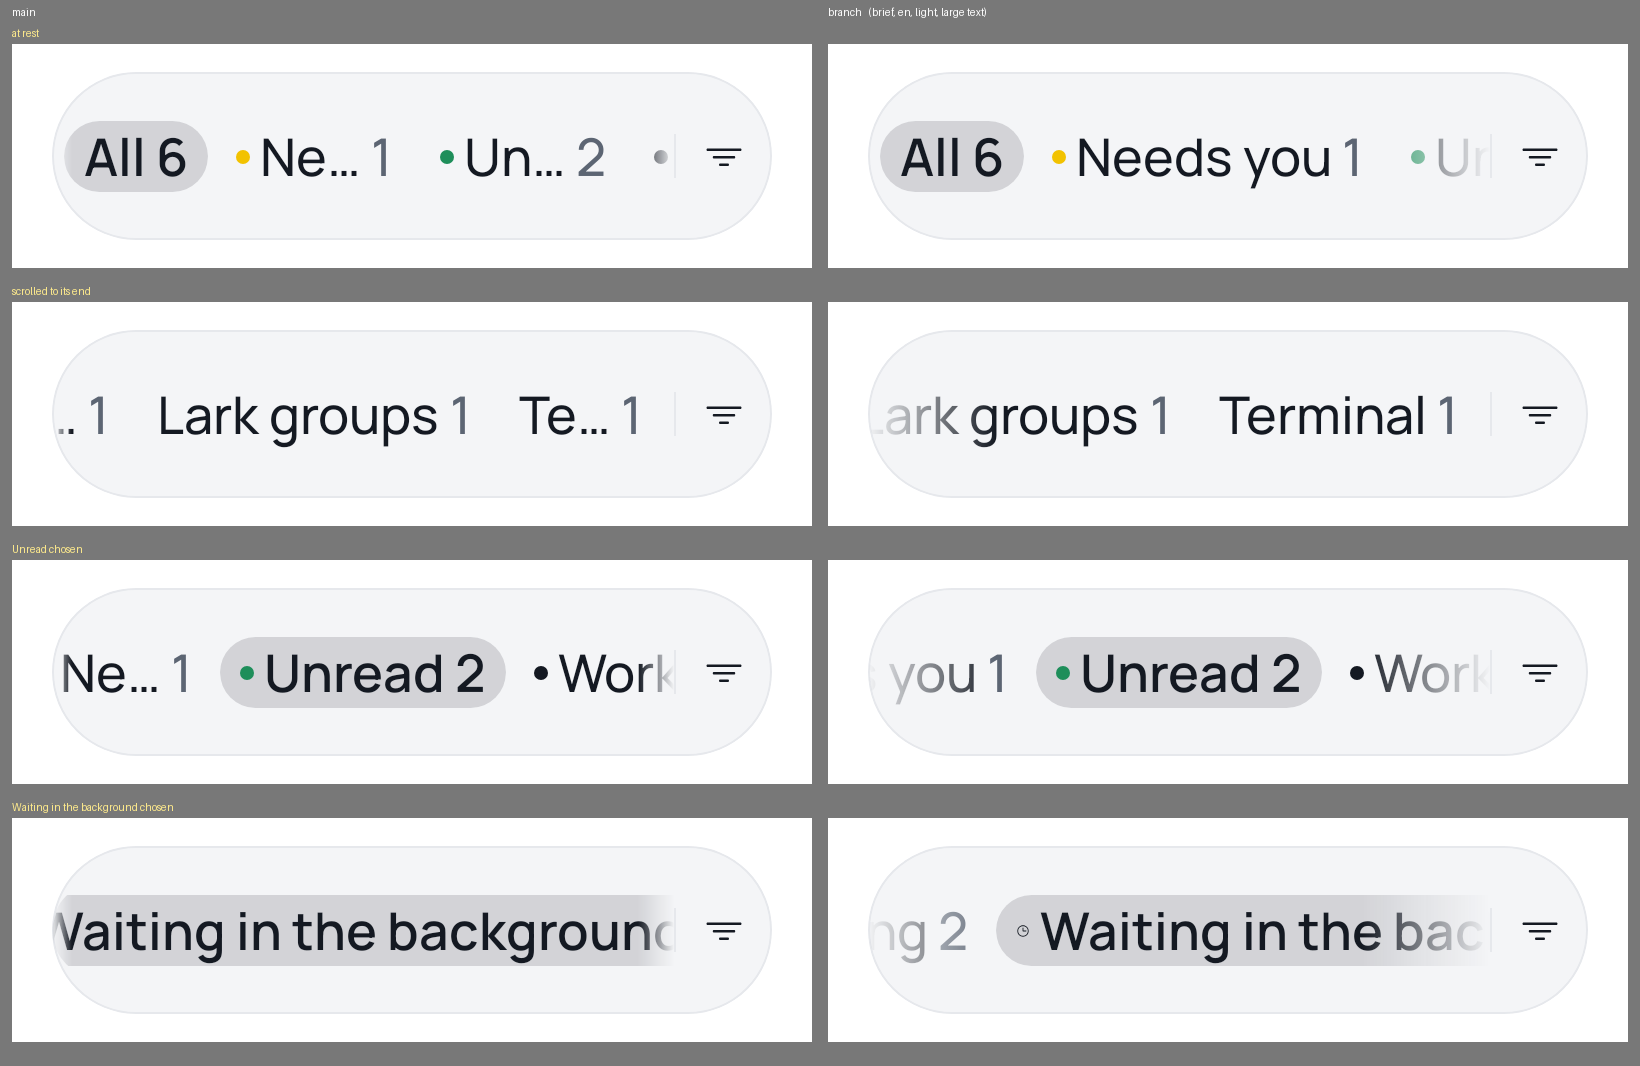 main
branch (brief, en, light, large text)
at rest
All 6 Ne... 1 Un... 2
All 6 Needs you 1 Un
scrolled to its end
.. 1 Lark groups 1 Te... 1
Lark groups 1 Terminal 1
Unread chosen
Ne... 1 Unread 2 Work
s you 1 Unread 2 Work
Waiting in the background chosen
Waiting in the background
ng 2 Waiting in the bac